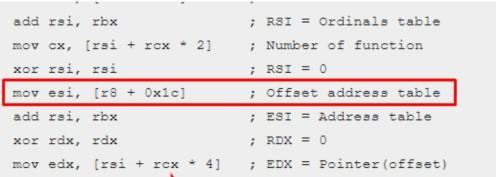 add rsi, rbx ; RSI = Ordinals table
mov cx, [rsi + rcx * 2] ; Number of function
xor rsi, rsi ; RSI = 0
mov esi, [r8 + 0x1c] ; Offset address table
add rsi, rbx ; ESI = Address table
xor rdx, rdx ; RDX = 0
mov edx, [rsi + rcx * 4] ; EDX = Pointer(offset)